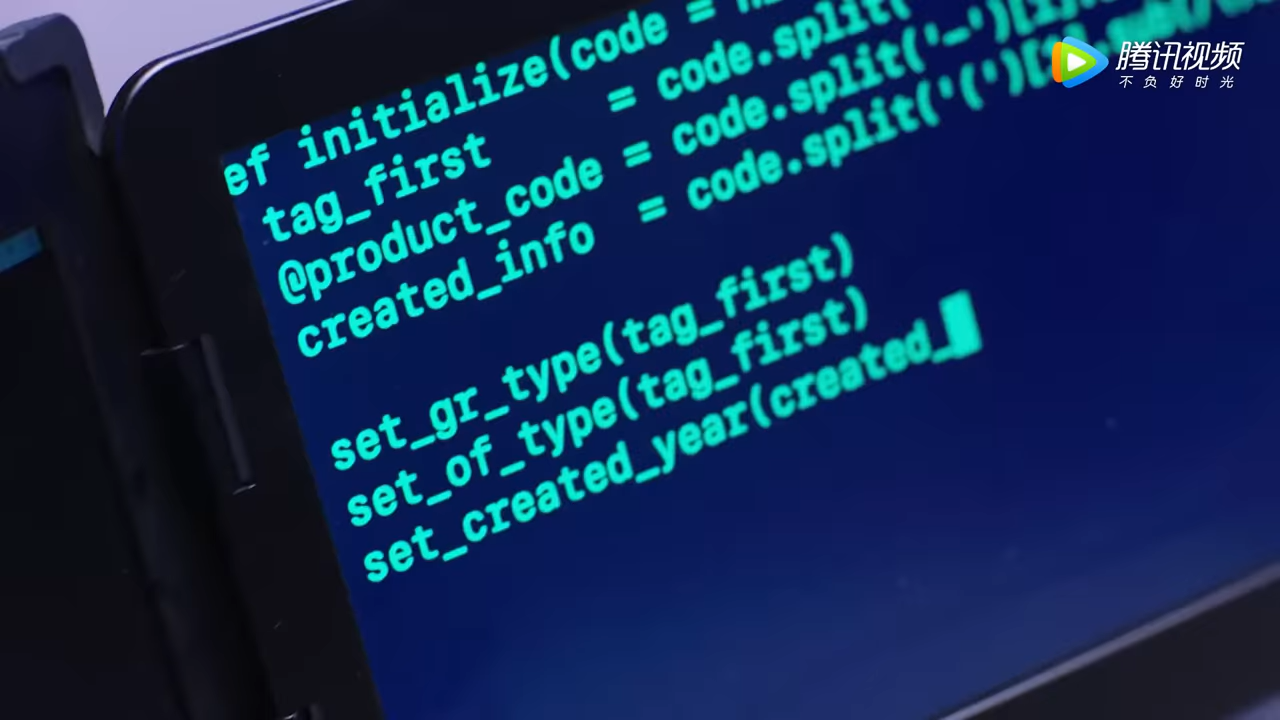 腾讯视频
不负好时光
ef initialize(code =
tag_first = code.split(
@product_code = code.split('_')
created_info = code.split('(')
set_gr_type(tag_first)
set_of_type(tag_first)
set_created_year(created_